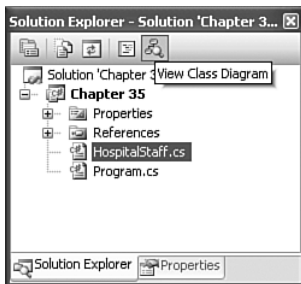 Solution Explorer - Solution 'Chapter 3...
Solution 'Chapter 3
View Class Diagram
Chapter 35
Properties
References
HospitalStaff.cs
Program.cs
Solution Explorer
Properties